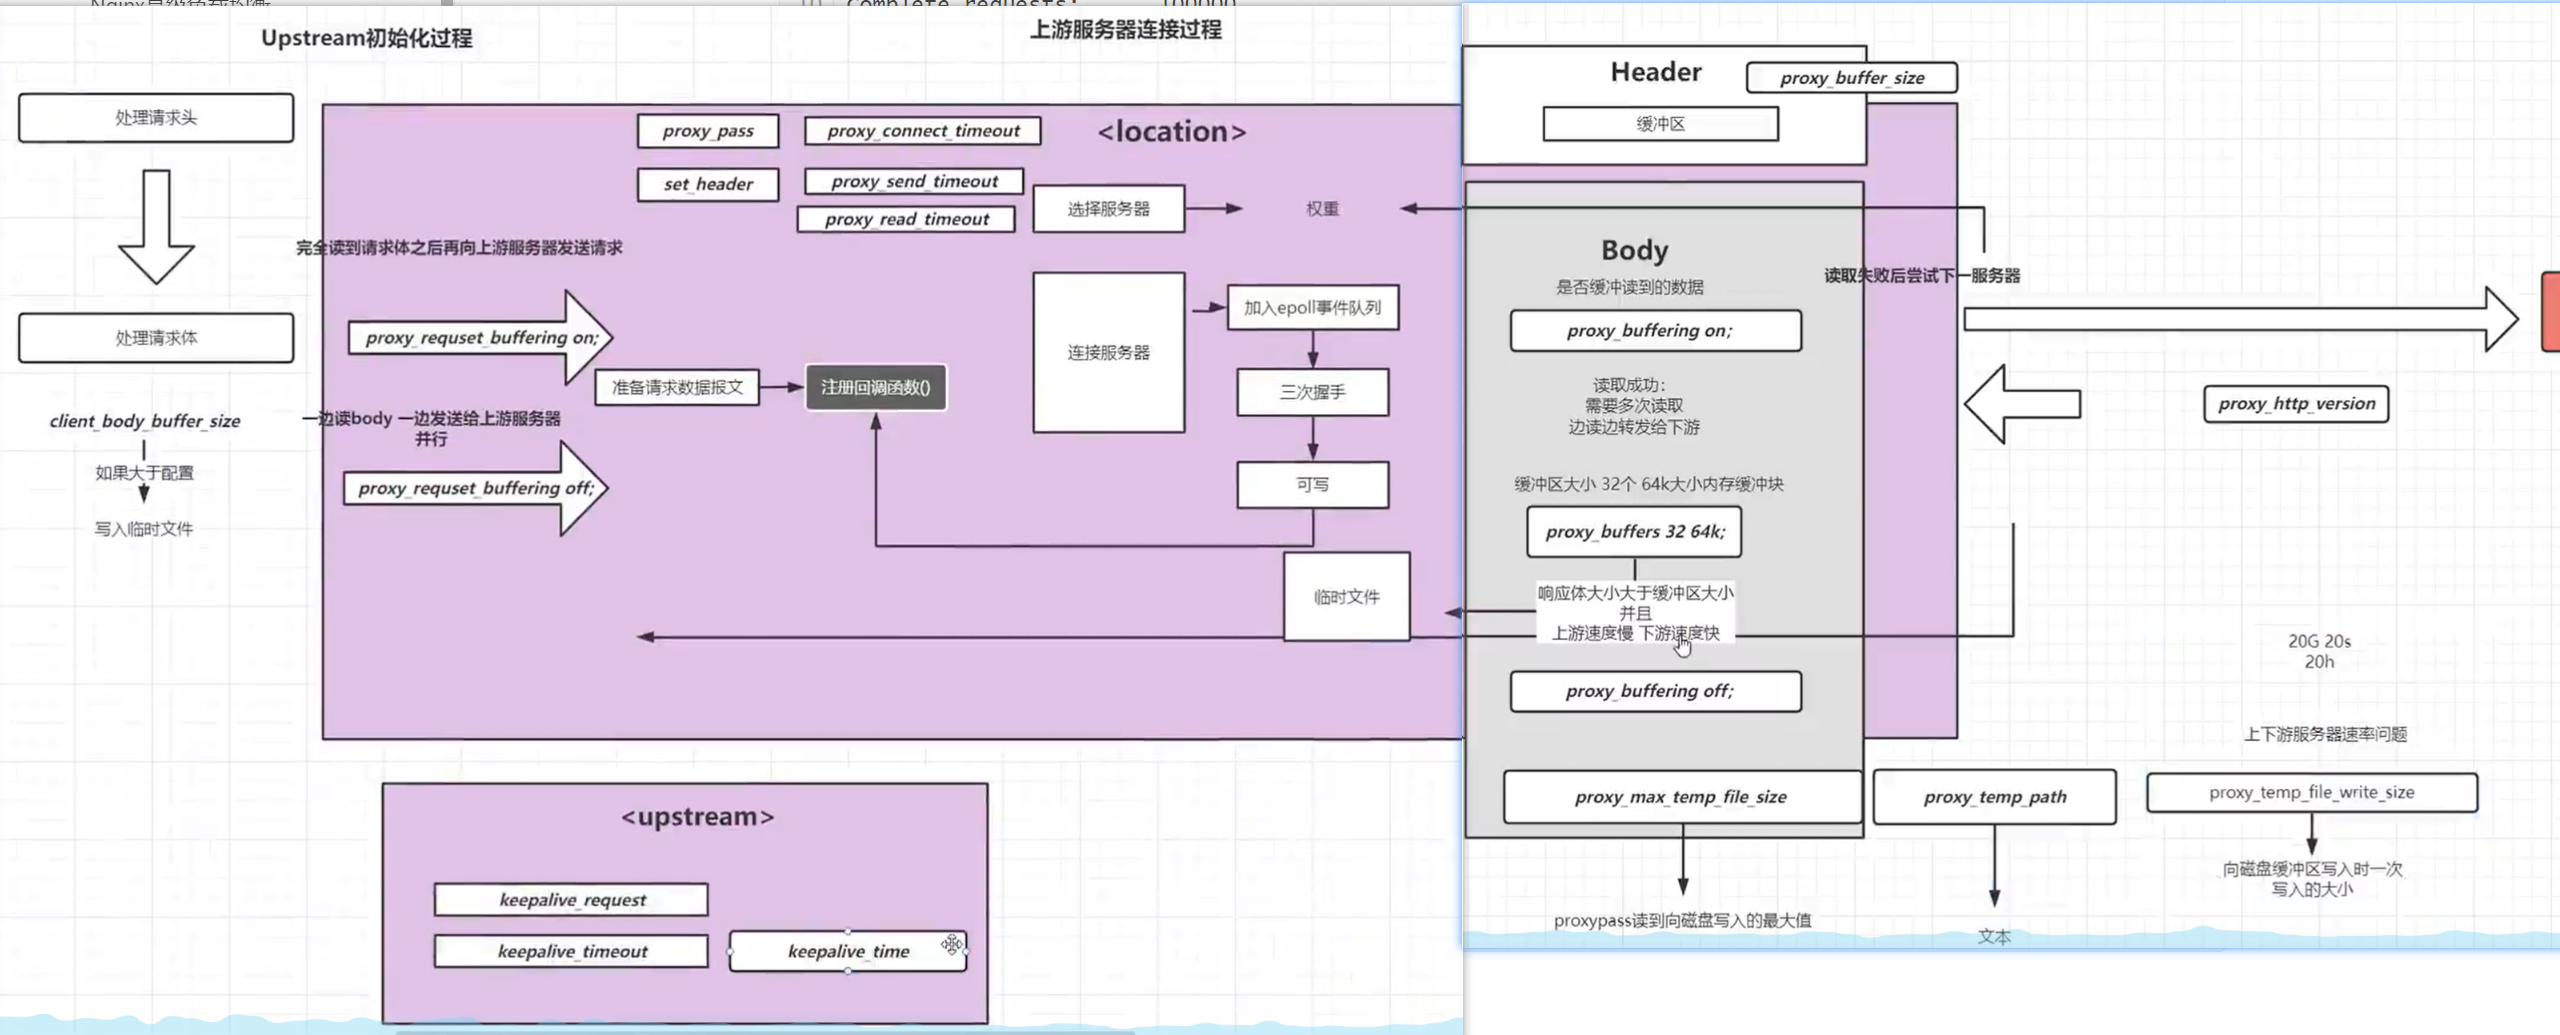 Complete requests: 100000
Upstream初始化过程
上游服务器连接过程
处理请求头
处理请求体
client_body_buffer_size
如果大于配置
写入临时文件
<location>
proxy_pass
proxy_connect_timeout
set_header
proxy_send_timeout
proxy_read_timeout
完全读到请求体之后再向上游服务器发送请求
proxy_requset_buffering on;
一边读body 一边发送给上游服务器
并行
proxy_requset_buffering off;
准备请求数据报文
注册回调函数()
选择服务器
权重
连接服务器
加入epoll事件队列
三次握手
可写
临时文件
Header
proxy_buffer_size
缓冲区
Body
是否缓冲读到的数据
proxy_buffering on;
读取成功：
需要多次读取
边读边转发给下游
缓冲区大小 32个 64k大小内存缓冲块
proxy_buffers 32 64k;
响应体大小大于缓冲区大小
并且
上游速度慢 下游速度快
proxy_buffering off;
proxy_max_temp_file_size
proxypass读到向磁盘写入的最大值
读取失败后尝试下一服务器
proxy_http_version
20G 20s
20h
上下游服务器速率问题
proxy_temp_path
文本
proxy_temp_file_write_size
向磁盘缓冲区写入时一次
写入的大小
<upstream>
keepalive_request
keepalive_timeout
keepalive_time